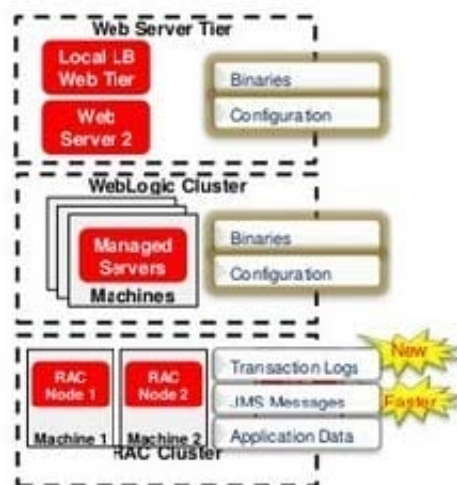 Web Server Tier
Local LB
Web Tier
Web
Server 2
Binaries
Configuration
WebLogic Cluster
Managed
Servers
Machines
Binaries
Configuration
RAC
Node 1
Machine 1
RAC
Node 2
Machine 2
Transaction Logs
New
JMS Messages
Faster
Application Data
RAC Cluster